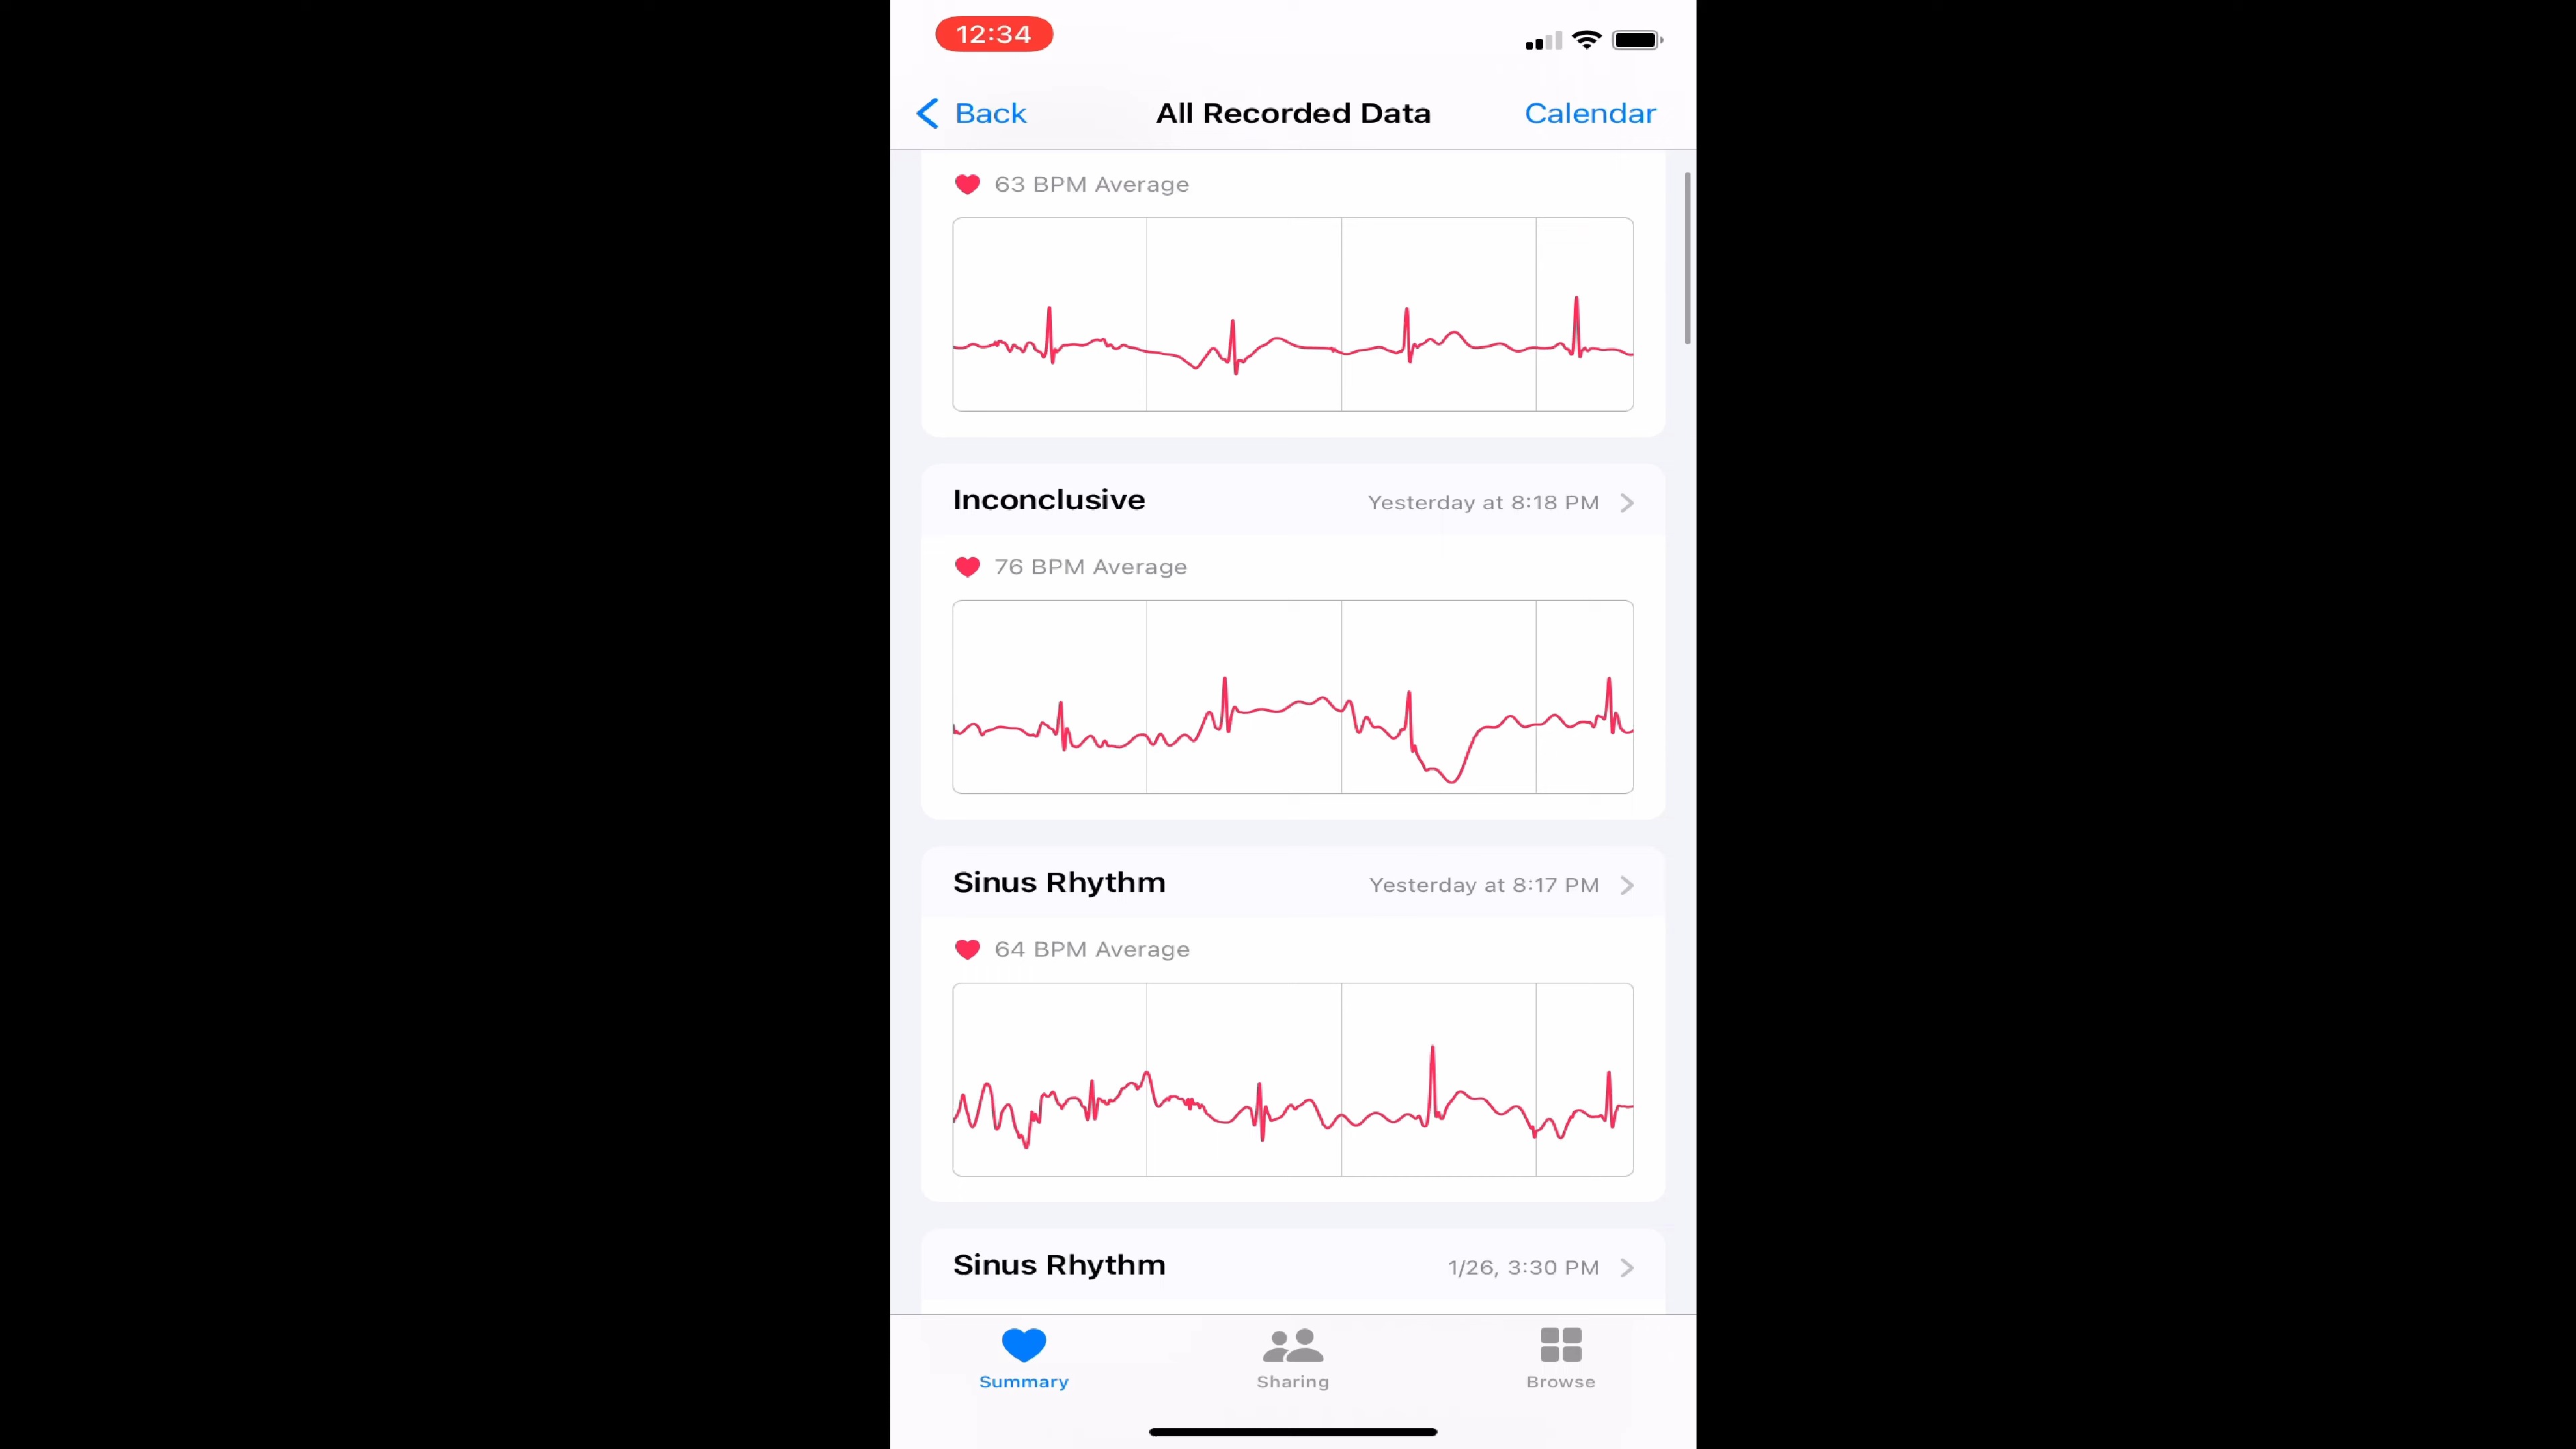 12:34
Back
All Recorded Data
Calendar
63 BPM Average
Inconclusive
Yesterday at 8:18 PM
76 BPM Average
Sinus Rhythm
Yesterday at 8:17 PM
64 BPM Average
Sinus Rhythm
1/26, 3:30 PM
Summary
Sharing
Browse